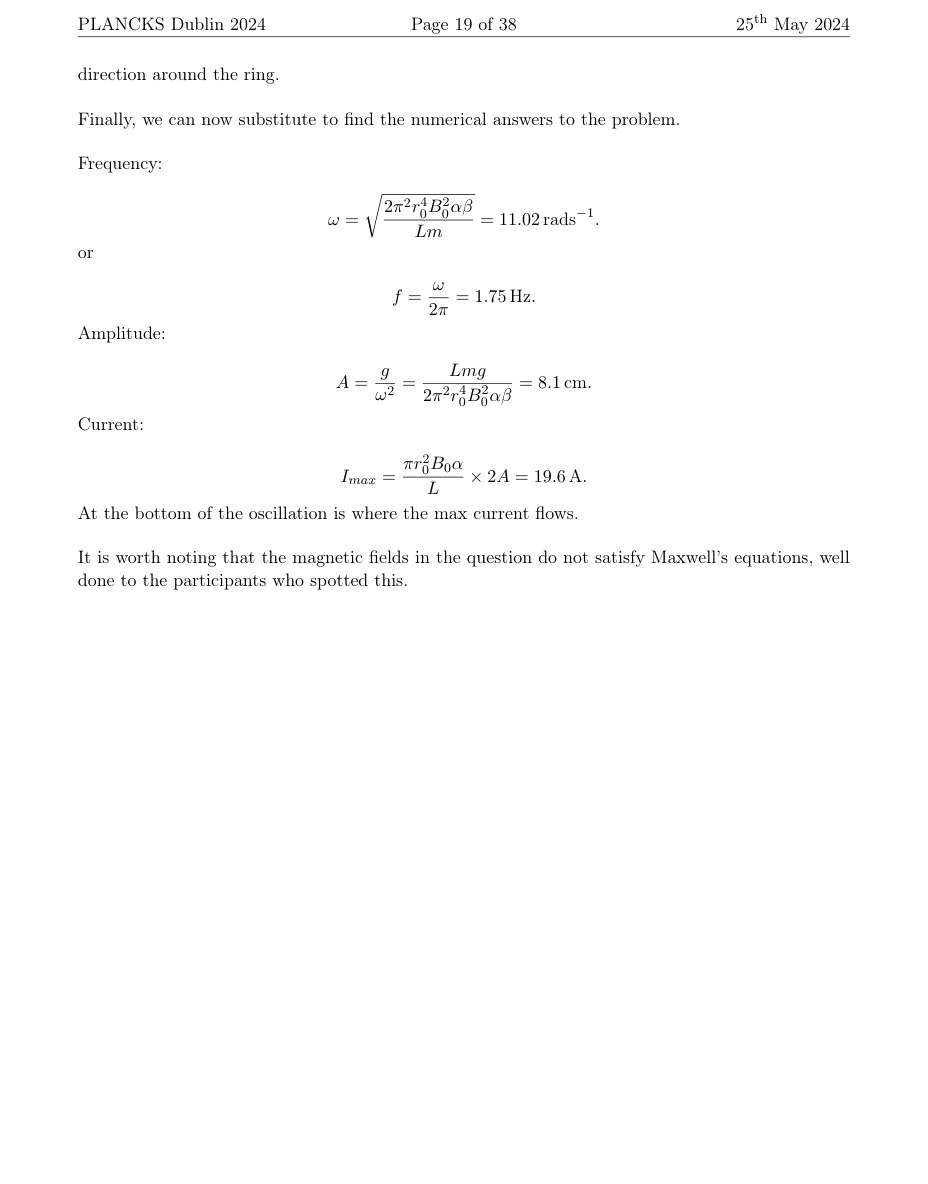 PLANCKS Dublin 2024 Page 19 of 38 25th May 2024
direction around the ring.
Finally, we can now substitute to find the numerical answers to the problem.
Frequency:
ω = √(2π²r₀⁴B₀²αβ / Lm) = 11.02 rads⁻¹.
or
f = ω / 2π = 1.75 Hz.
Amplitude:
A = g / ω² = Lmg / 2π²r₀⁴B₀²αβ = 8.1 cm.
Current:
I_max = πr₀²B₀α / L × 2A = 19.6 A.
At the bottom of the oscillation is where the max current flows.
It is worth noting that the magnetic fields in the question do not satisfy Maxwell's equations, well
done to the participants who spotted this.